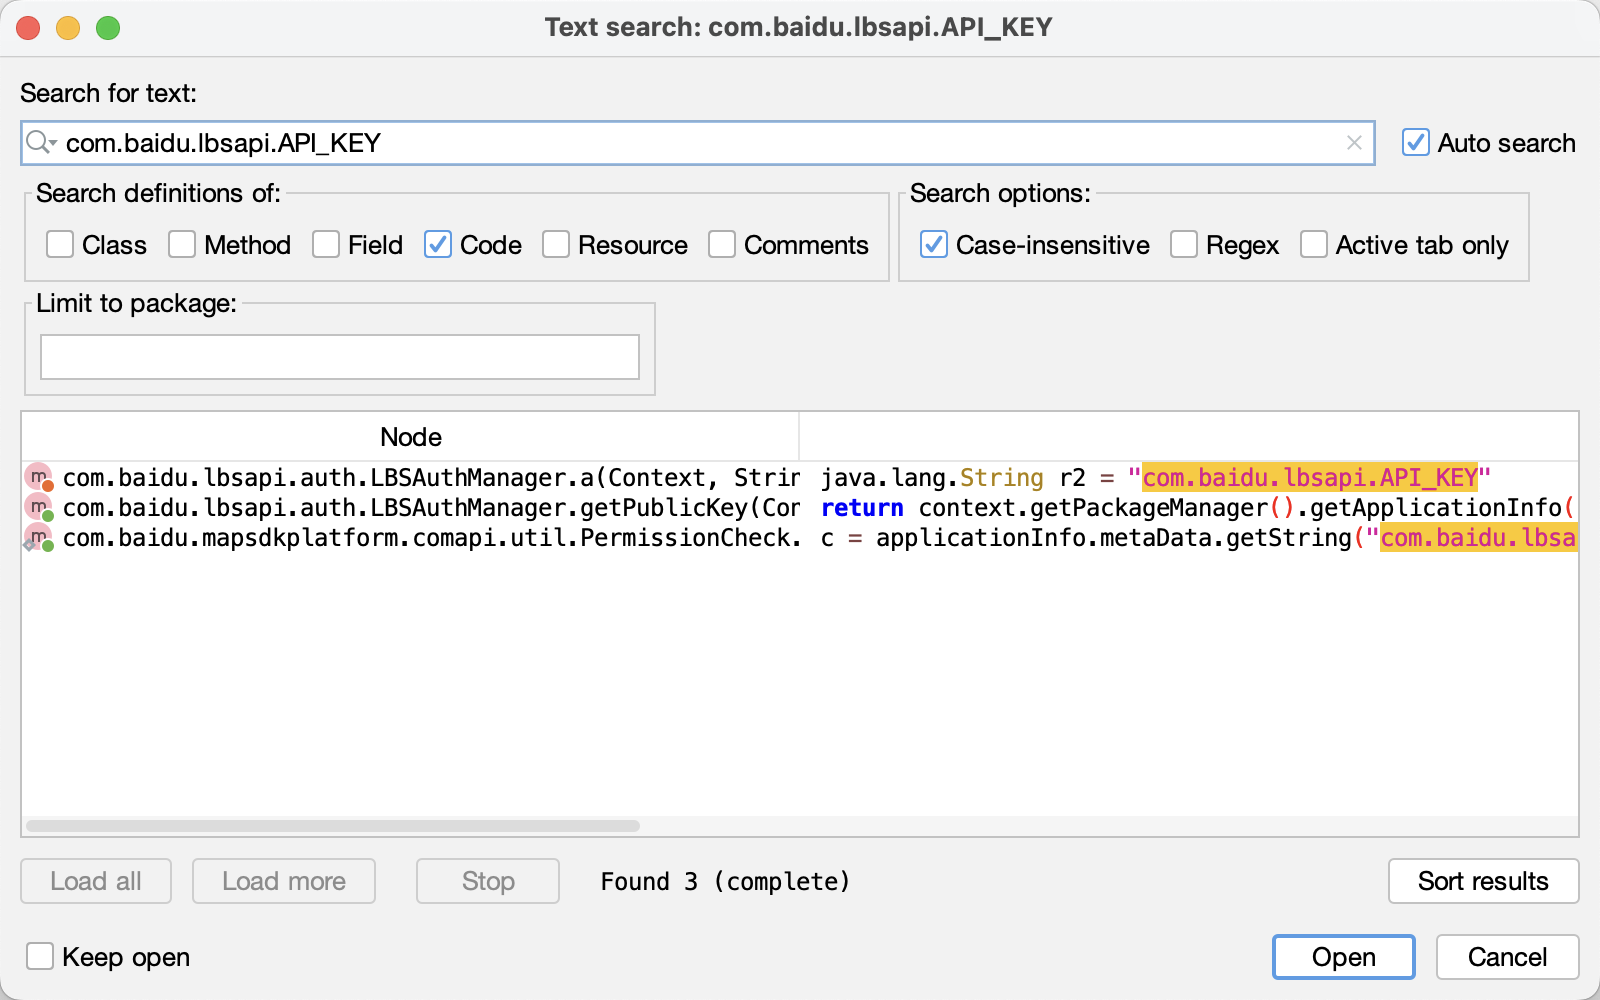 Text search: com.baidu.lbsapi.API_KEY
Search for text:
com.baidu.lbsapi.API_KEY
Auto search
Search definitions of:
Search options:
Class Method Field Code Resource Comments
Case-insensitive Regex Active tab only
Limit to package:
Node
com.baidu.lbsapi.auth.LBSAuthManager.a(Context, Strin java.lang.String r2 = "com.baidu.lbsapi.API_KEY"
com.baidu.lbsapi.auth.LBSAuthManager.getPublicKey(Con return context.getPackageManager().getApplicationInfo(
com.baidu.mapsdkplatform.comapi.util.PermissionCheck. c = applicationInfo.metaData.getString("com.baidu.lbsa
Load all Load more Stop Found 3 (complete) Sort results
Keep open Open Cancel